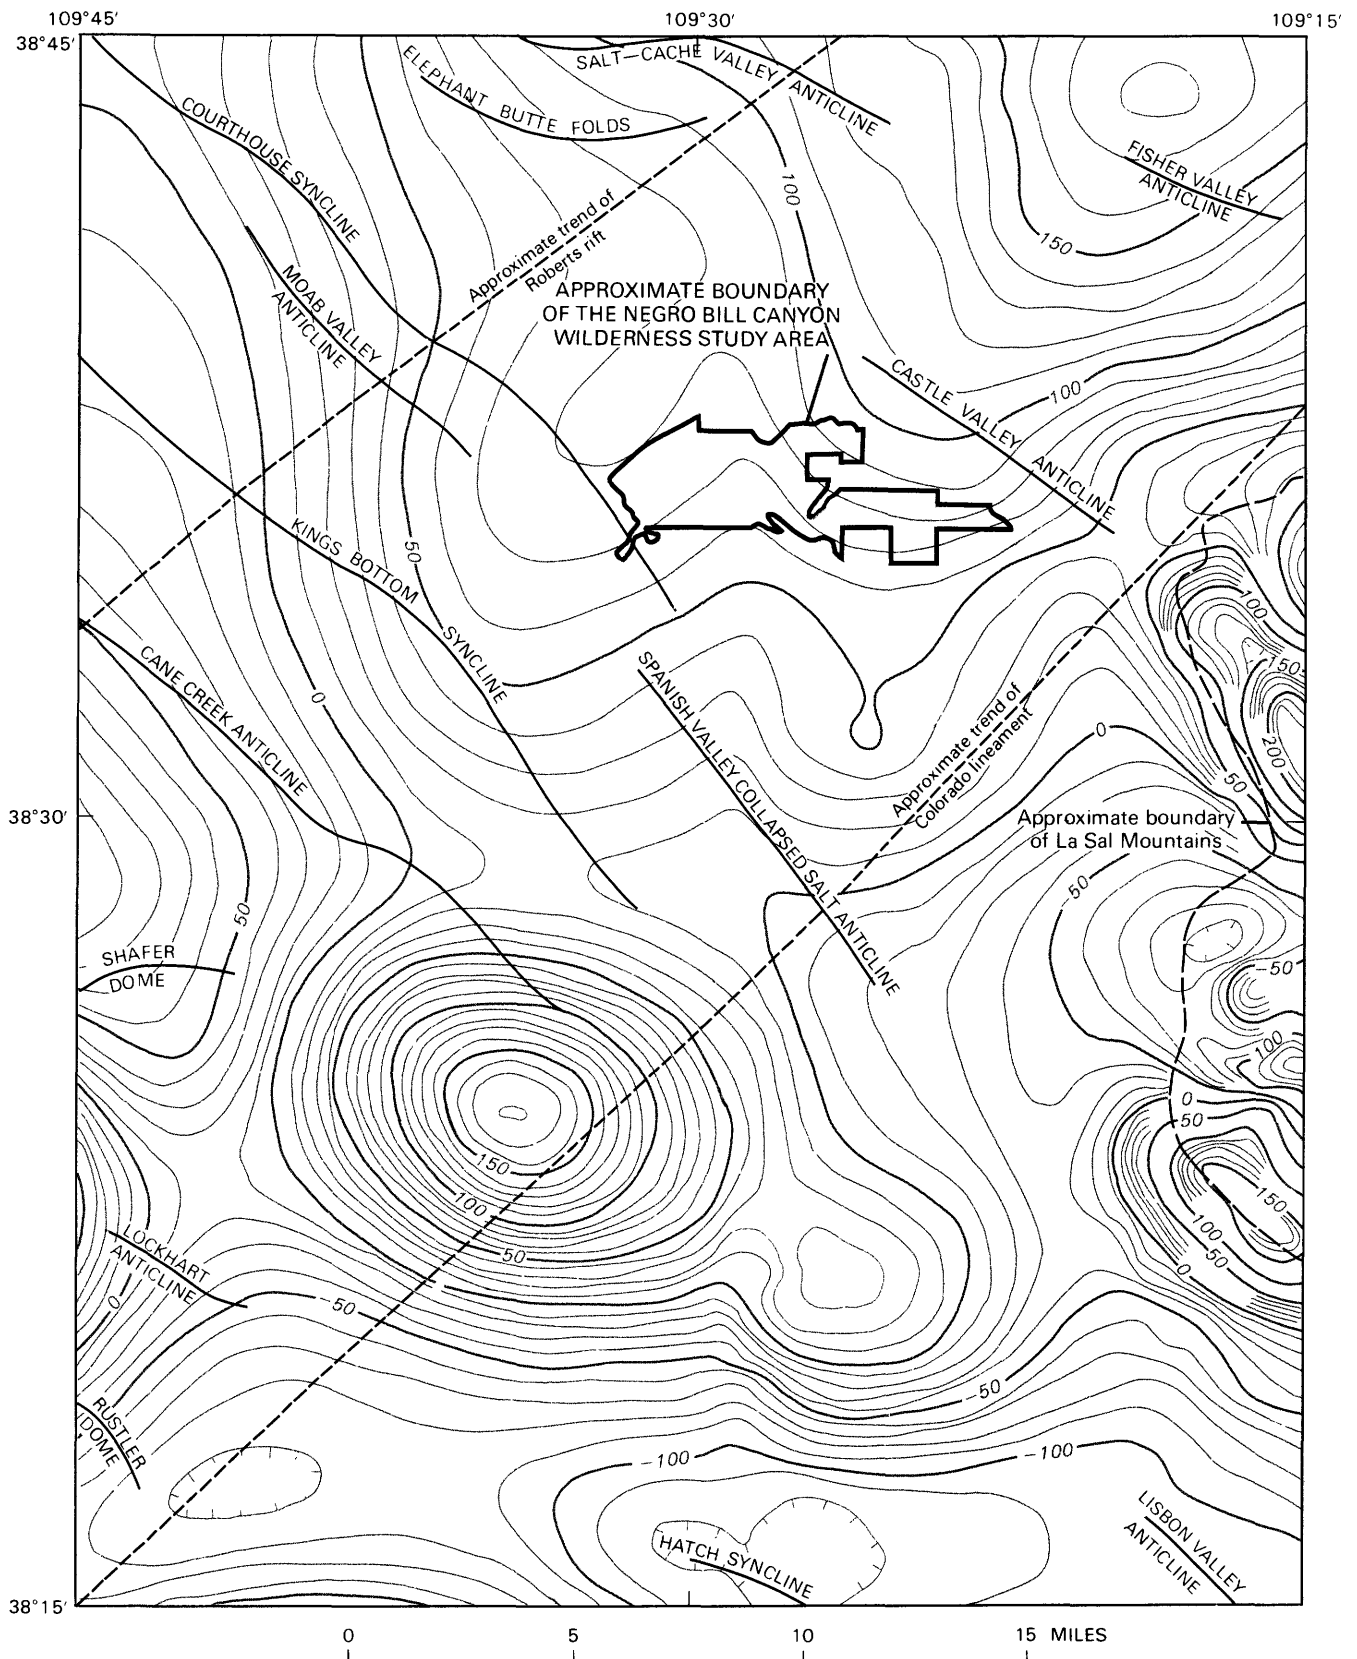 109°45′
109°30′
109°15′
38°45′
SALT–CACHE VALLEY ANTICLINE
ELEPHANT BUTTE FOLDS
COURTHOUSE SYNCLINE
FISHER VALLEY
ANTICLINE
100
150
Approximate trend of
Roberts rift
MOAB VALLEY
ANTICLINE
APPROXIMATE BOUNDARY
OF THE NEGRO BILL CANYON
WILDERNESS STUDY AREA
CASTLE VALLEY ANTICLINE
100
50
KINGS BOTTOM SYNCLINE
100
150
200
50
CANE CREEK ANTICLINE
0
SPANISH VALLEY COLLAPSED SALT ANTICLINE
Approximate trend of
Colorado lineament
0
38°30′
Approximate boundary
of La Sal Mountains
50
50
SHAFER
DOME
-50
100
0
50
150
100
50
150
100
50
0
LOCKHART
ANTICLINE
0
-50
-50
RUSTLER
DOME
-100
-100
LISBON VALLEY
ANTICLINE
HATCH SYNCLINE
38°15′
0 5 10 15 MILES